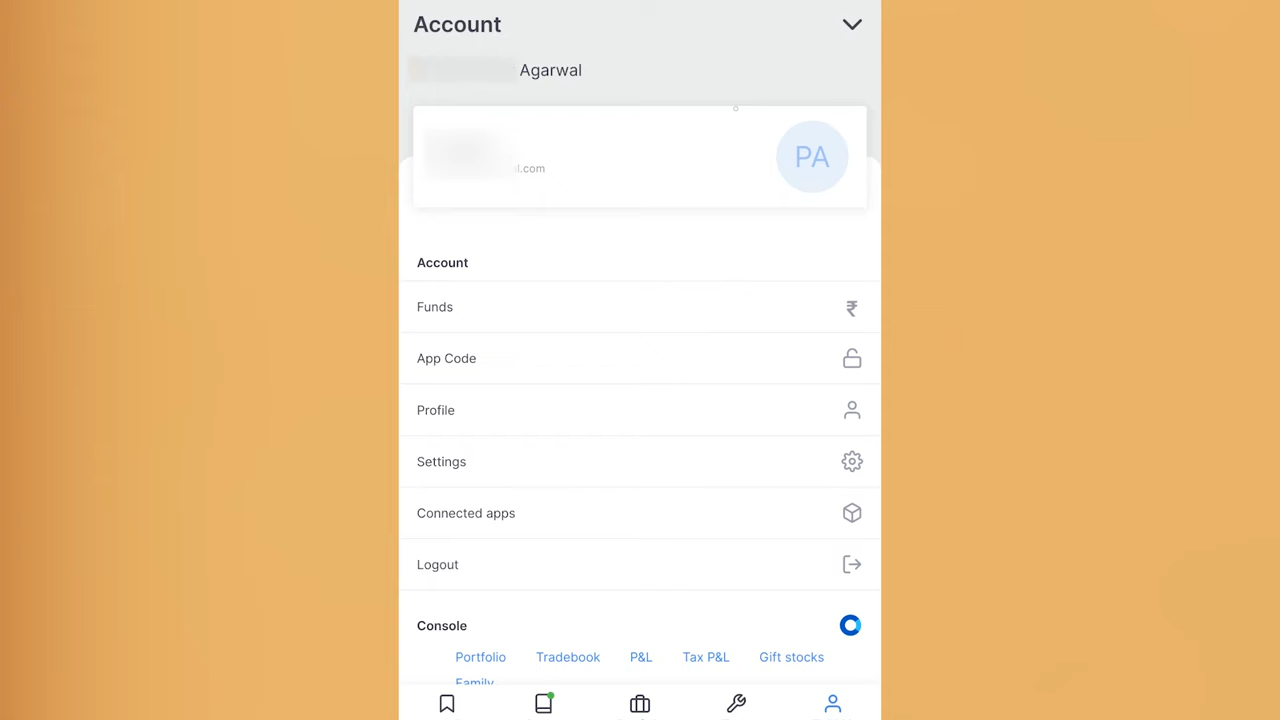 Account
Agarwal
l.com
PA
Account
Funds
₹
App Code
Profile
Settings
Connected apps
Logout
Console
Portfolio Tradebook P&L Tax P&L Gift stocks
Family